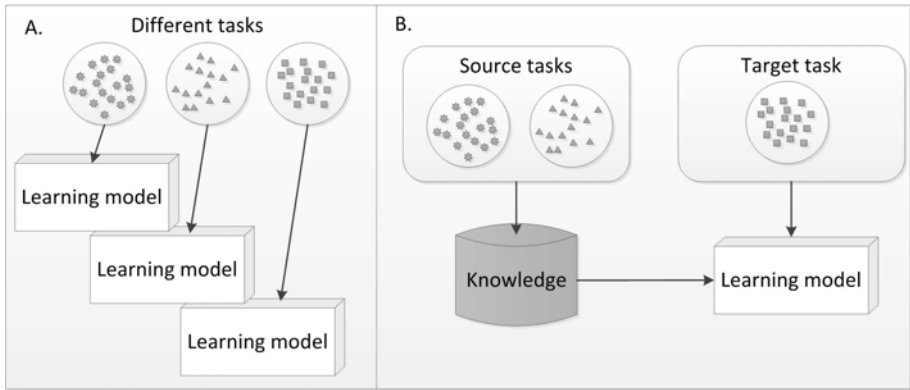 A.
Different tasks
Learning model
Learning model
Learning model
B.
Source tasks
Target task
Knowledge
Learning model